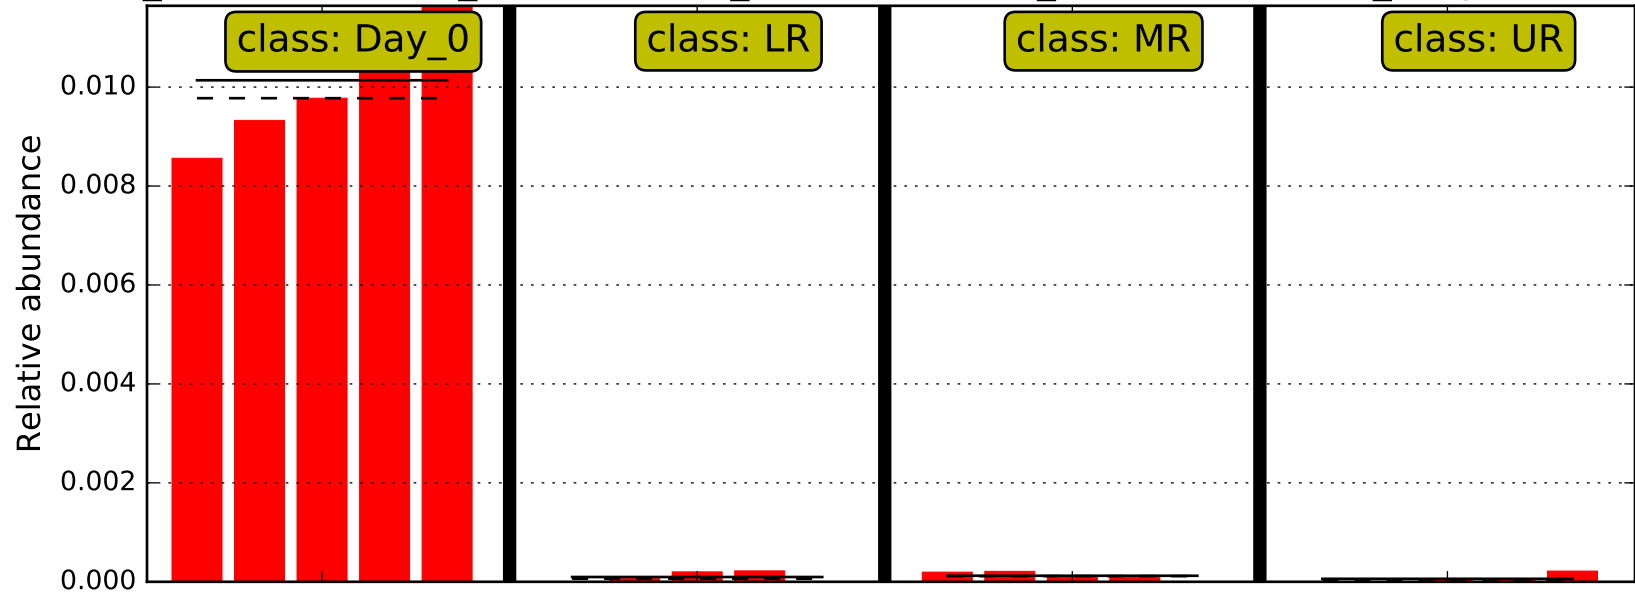 class: Day_0
class: LR
class: MR
class: UR
0.010
0.008
0.006
0.004
0.002
0.000
Relative abundance